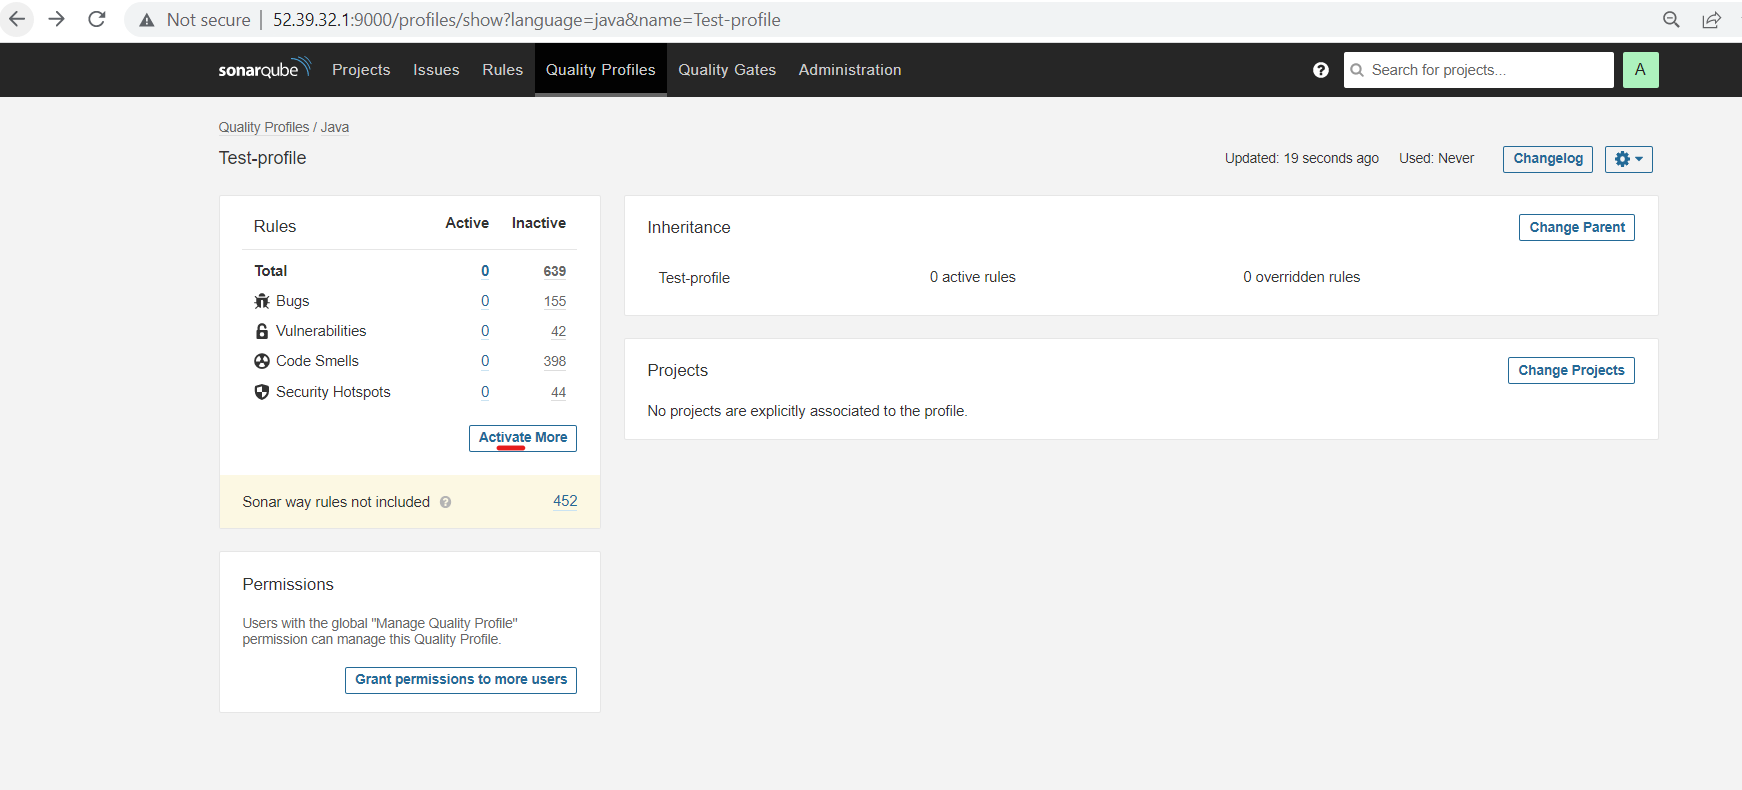 Not secure | 52.39.32.1:9000/profiles/show?language=java&name=Test-profile
sonarqube Projects Issues Rules Quality Profiles Quality Gates Administration ? Search for projects... A
Quality Profiles / Java
Test-profile
Updated: 19 seconds ago Used: Never Changelog
Rules Active Inactive
Total 0 639
Bugs 0 155
Vulnerabilities 0 42
Code Smells 0 398
Security Hotspots 0 44
Activate More
Sonar way rules not included ? 452
Permissions
Users with the global "Manage Quality Profile"
permission can manage this Quality Profile.
Grant permissions to more users
Inheritance Change Parent
Test-profile 0 active rules 0 overridden rules
Projects Change Projects
No projects are explicitly associated to the profile.